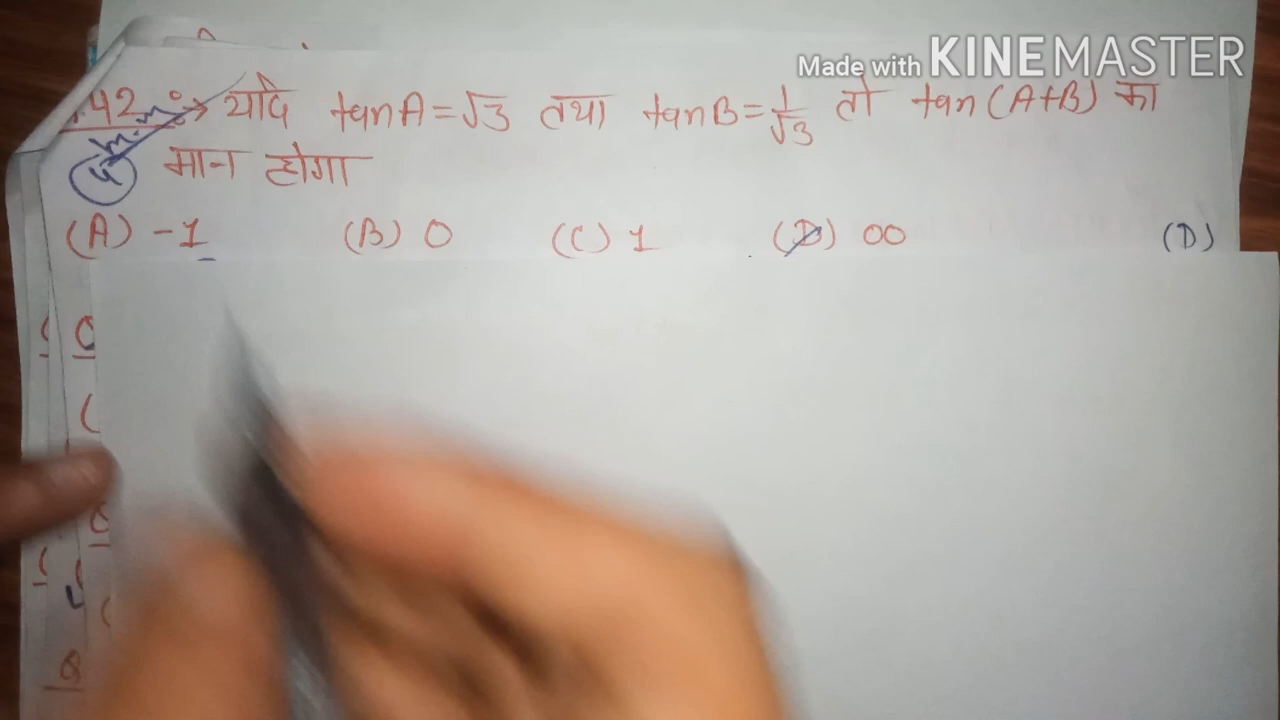 Made with KINEMASTER
42 :→ यदि tanA = √3 तथा tanB = 1/√3 तो tan (A+B) का
मान होगा
(A) -1 (B) 0 (C) 1 (D) ∞ (D)